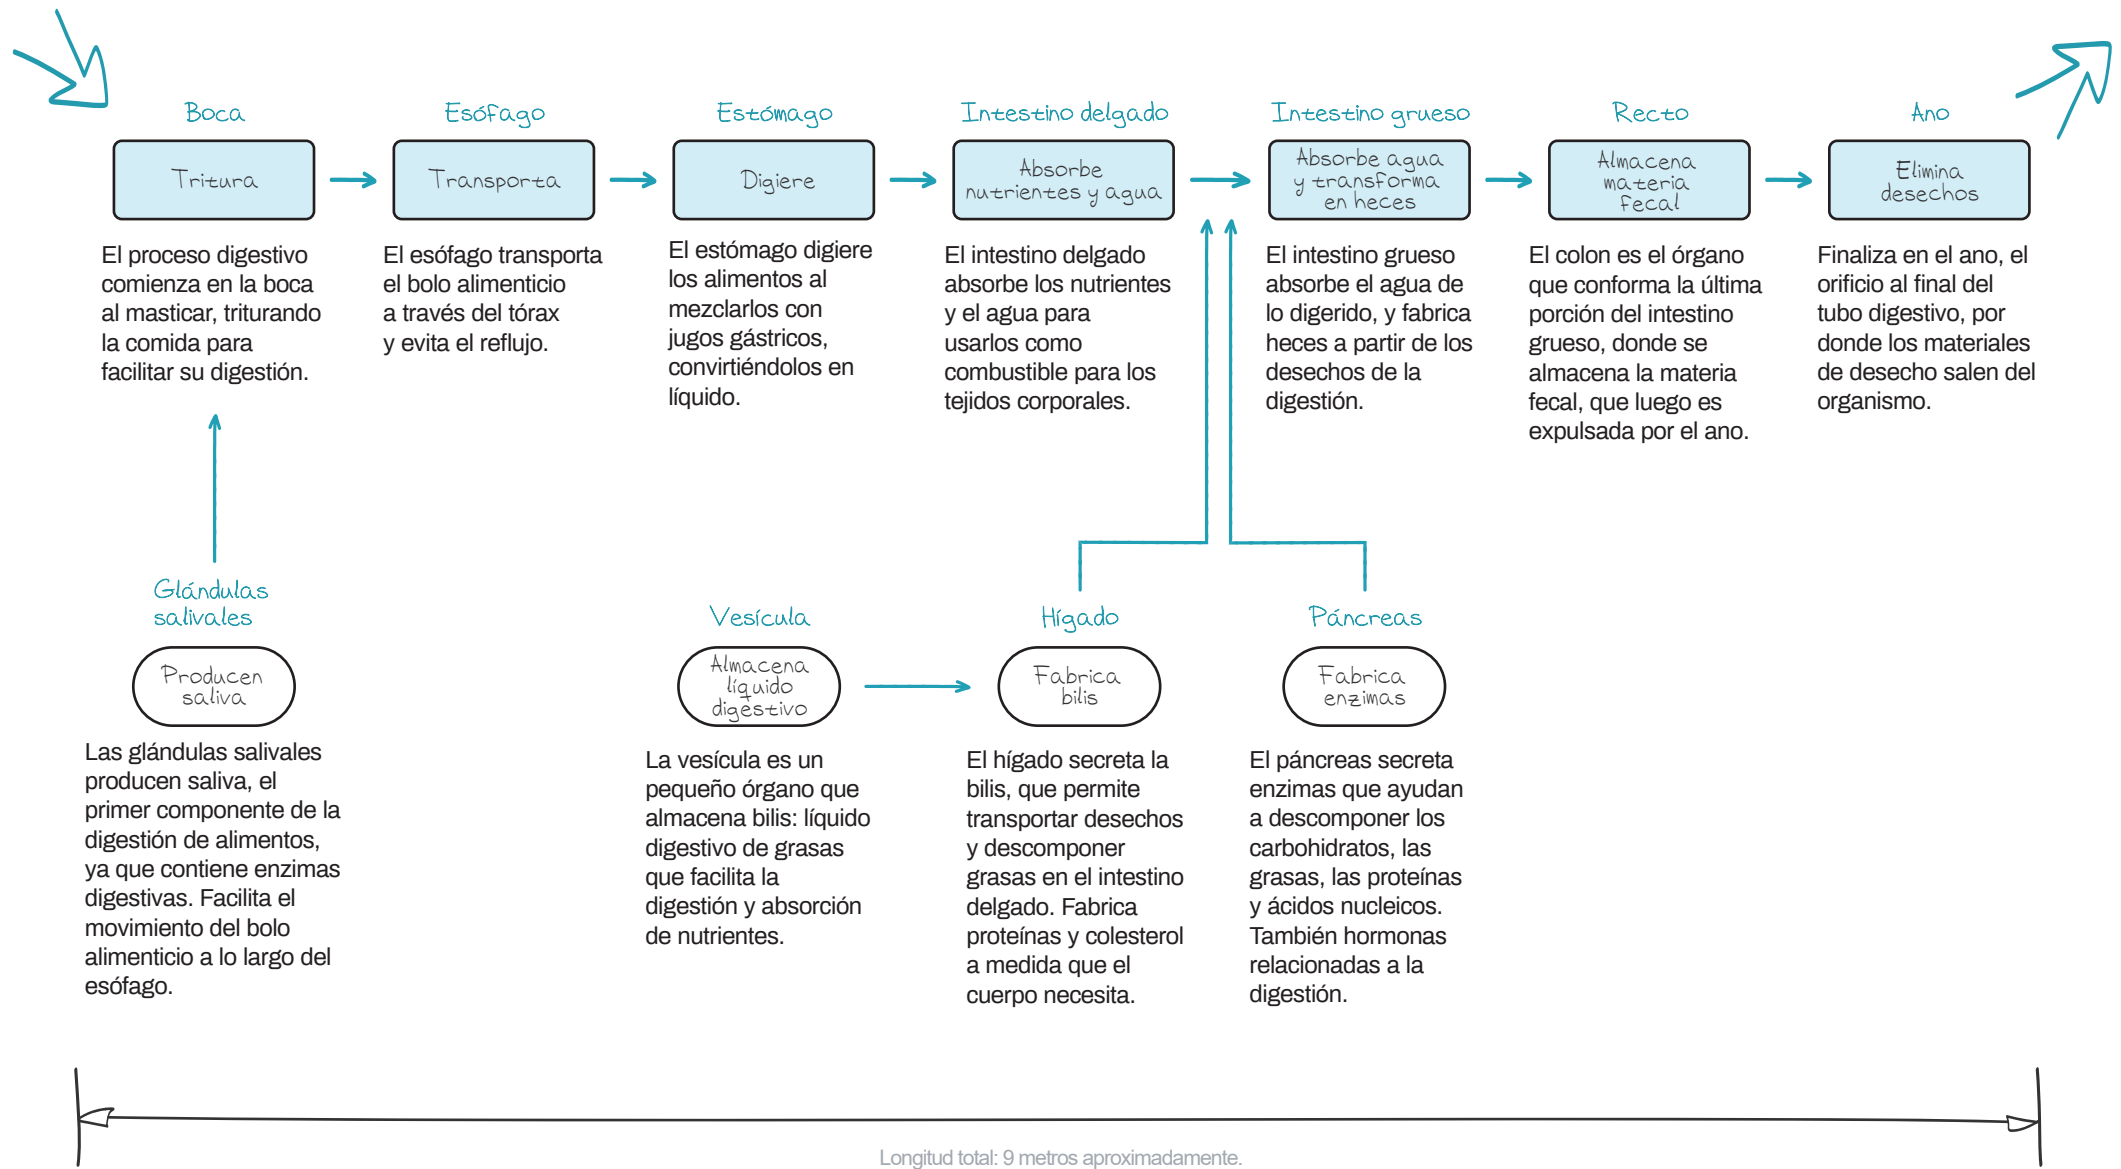 Boca
Tritura
El proceso digestivo
comienza en la boca
al masticar, triturando
la comida para
facilitar su digestión.
Esófago
Transporta
El esófago transporta
el bolo alimenticio
a través del tórax
y evita el reflujo.
Estómago
Digiere
El estómago digiere
los alimentos al
mezclarlos con
jugos gástricos,
convirtiéndolos en
líquido.
Intestino delgado
Absorbe
nutrientes y agua
El intestino delgado
absorbe los nutrientes
y el agua para
usarlos como
combustible para los
tejidos corporales.
Intestino grueso
Absorbe agua
y transforma
en heces
El intestino grueso
absorbe el agua de
lo digerido, y fabrica
heces a partir de los
desechos de la
digestión.
Recto
Almacena
materia
fecal
El colon es el órgano
que conforma la última
porción del intestino
grueso, donde se
almacena la materia
fecal, que luego es
expulsada por el ano.
Ano
Elimina
desechos
Finaliza en el ano, el
orificio al final del
tubo digestivo, por
donde los materiales
de desecho salen del
organismo.
Glándulas
salivales
Producen
saliva
Las glándulas salivales
producen saliva, el
primer componente de la
digestión de alimentos,
ya que contiene enzimas
digestivas. Facilita el
movimiento del bolo
alimenticio a lo largo del
esófago.
Vesícula
Almacena
líquido
digestivo
La vesícula es un
pequeño órgano que
almacena bilis: líquido
digestivo de grasas
que facilita la
digestión y absorción
de nutrientes.
Hígado
Fabrica
bilis
El hígado secreta la
bilis, que permite
transportar desechos
y descomponer
grasas en el intestino
delgado. Fabrica
proteínas y colesterol
a medida que el
cuerpo necesita.
Páncreas
Fabrica
enzimas
El páncreas secreta
enzimas que ayudan
a descomponer los
carbohidratos, las
grasas, las proteínas
y ácidos nucleicos.
También hormonas
relacionadas a la
digestión.
Longitud total: 9 metros aproximadamente.